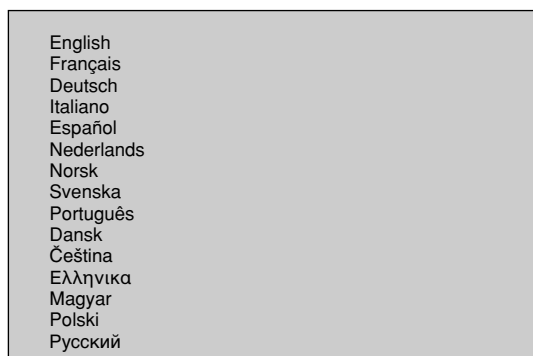 English
Français
Deutsch
Italiano
Español
Nederlands
Norsk
Svenska
Português
Dansk
Čeština
Ελληνικα
Magyar
Polski
Русский